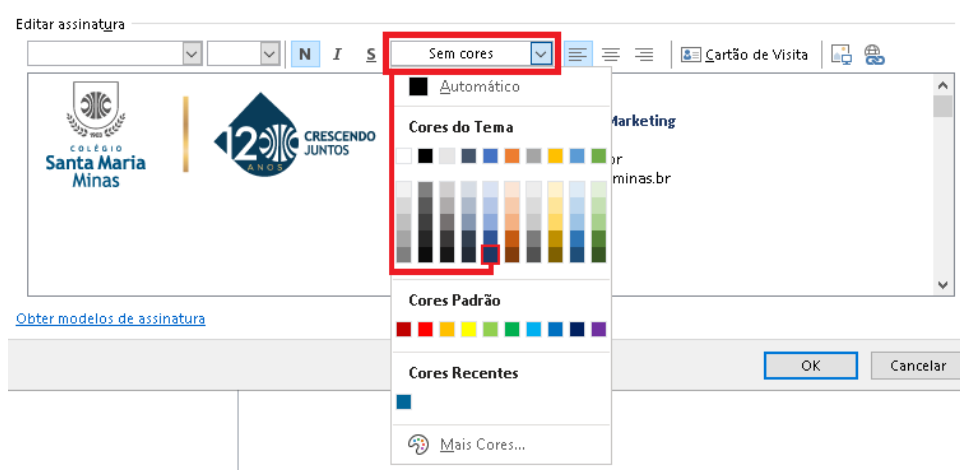 Editar assinatura
N I S Sem cores Cartão de Visita
Automático
Cores do Tema
Marketing
COLÉGIO
Santa Maria
Minas
120
ANOS
CRESCENDO
JUNTOS
or
minas.br
Cores Padrão
Obter modelos de assinatura
OK Cancelar
Cores Recentes
Mais Cores...